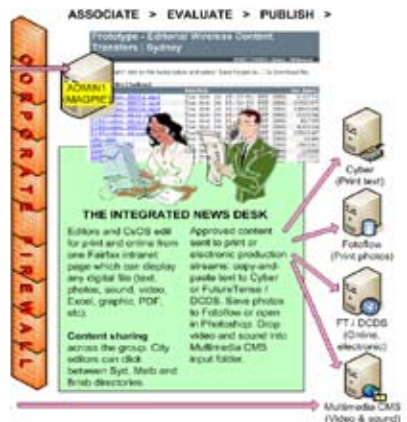 ASSOCIATE > EVALUATE > PUBLISH >
Prototype - Editorial Wireless Content
Transfers | Sydney
ADMIN1
(MAGPIE)
CORPORATE FIREWALL
THE INTEGRATED NEWS DESK
Editors and CxOS edit
for print and online from
one Fairfax intranet
page which can display
any digital file (text,
photos, sound, video,
Excel, graphic, PDF,
etc).
Content sharing
across the group. City
editors can click
between Syd, Melb and
Brisb directories.
Approved content
sent to print or
electronic production
streams: copy-and-
paste text to Cyber
or FutureTense /
DCDS. Save photos
to Fotoflow or open
in Photoshop. Drop
video and sound into
Multimedia CMS
input folder.
Cyber
(Print text)
Fotoflow
(Print photos)
FT / DCDS
(Online,
electronic)
Multimedia CMS
(Video & sound)